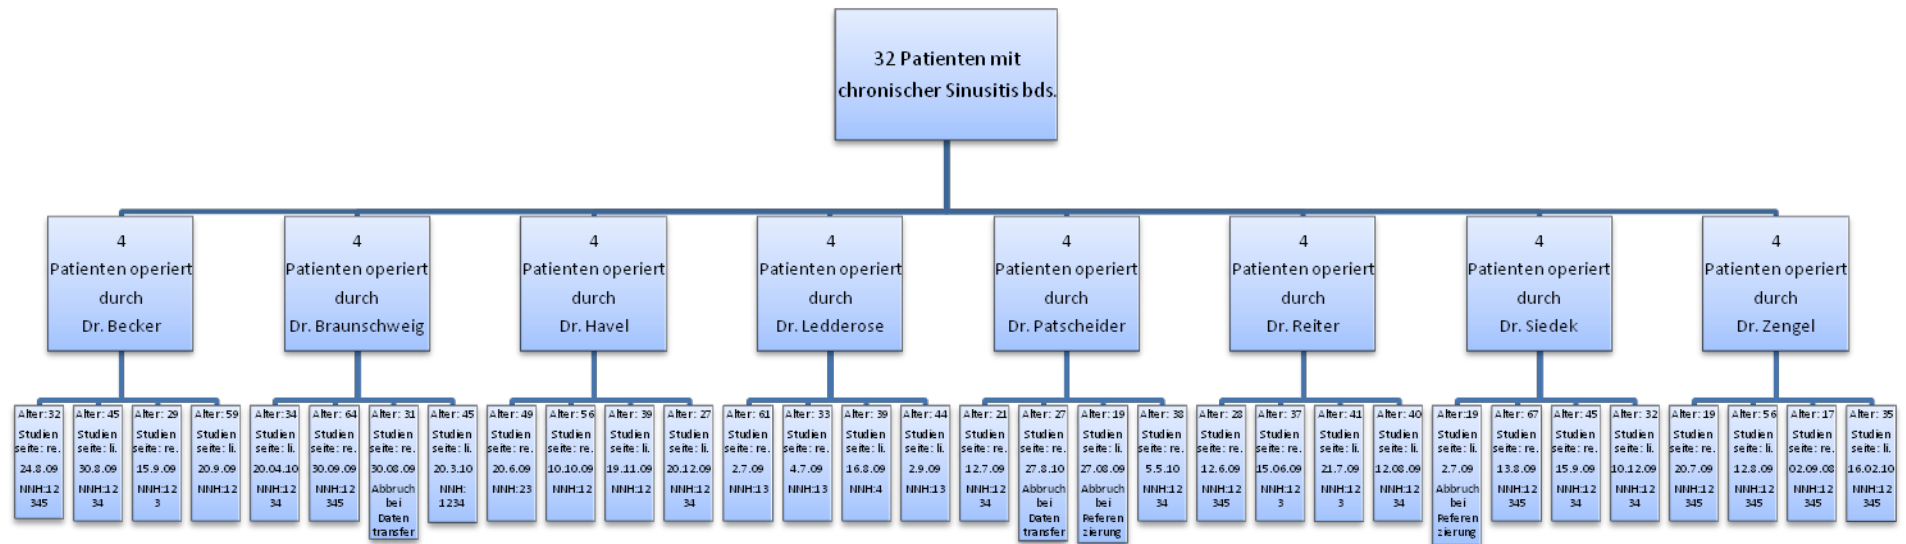 32 Patienten mit
chronischer Sinusitis bds.
4
Patienten operiert
durch
Dr. Becker
4
Patienten operiert
durch
Dr. Braunschweig
4
Patienten operiert
durch
Dr. Havel
4
Patienten operiert
durch
Dr. Ledderose
4
Patienten operiert
durch
Dr. Patscheider
4
Patienten operiert
durch
Dr. Reiter
4
Patienten operiert
durch
Dr. Siedek
4
Patienten operiert
durch
Dr. Zengel
Alter: 32
Studien
seite: re.
24.8.09
NNH:12
345
Alter: 45
Studien
seite: li.
30.8.09
NNH:12
34
Alter: 29
Studien
seite: re.
15.9.09
NNH:12
3
Alter: 59
Studien
seite: li.
20.9.09
NNH:12
Alter: 34
Studien
seite: li.
20.04.10
NNH:12
34
Alter: 64
Studien
seite: re.
30.09.09
NNH:12
345
Alter: 31
Studien
seite: re.
30.08.09
Abbruch
bei
Daten
transfer
Alter: 45
Studien
seite: li.
20.3.10
NNH:
1234
Alter: 49
Studien
seite: re.
20.6.09
NNH:23
Alter: 56
Studien
seite: li.
10.10.09
NNH:12
Alter: 39
Studien
seite: re.
19.11.09
NNH:12
Alter: 27
Studien
seite: li.
20.12.09
NNH:12
34
Alter: 61
Studien
seite: re.
2.7.09
NNH:13
Alter: 33
Studien
seite: li.
4.7.09
NNH:13
Alter: 39
Studien
seite: re.
16.8.09
NNH:4
Alter: 44
Studien
seite: li.
2.9.09
NNH:13
Alter: 21
Studien
seite: li.
12.7.09
NNH:12
34
Alter: 27
Studien
seite: re.
27.8.10
Abbruch
bei
Daten
transfer
Alter: 19
Studien
seite: li.
27.08.09
Abbruch
bei
Referen
zierung
Alter: 38
Studien
seite: re.
5.5.10
NNH:12
34
Alter: 28
Studien
seite: re.
12.6.09
NNH:12
345
Alter: 37
Studien
seite: re.
15.06.09
NNH:12
3
Alter: 41
Studien
seite: li.
21.7.09
NNH:12
3
Alter: 40
Studien
seite: li.
12.08.09
NNH:12
34
Alter:19
Studien
seite: li.
2.7.09
Abbruch
bei
Referen
zierung
Alter: 67
Studien
seite: re.
13.8.09
NNH:12
345
Alter: 45
Studien
seite: li.
15.9.09
NNH:12
34
Alter: 32
Studien
seite: re.
10.12.09
NNH:12
34
Alter: 19
Studien
seite: re.
20.7.09
NNH:12
345
Alter: 56
Studien
seite: li.
12.8.09
NNH:12
345
Alter: 17
Studien
seite: re.
02.09.08
NNH:12
345
Alter: 35
Studien
seite: li.
16.02.10
NNH:12
345